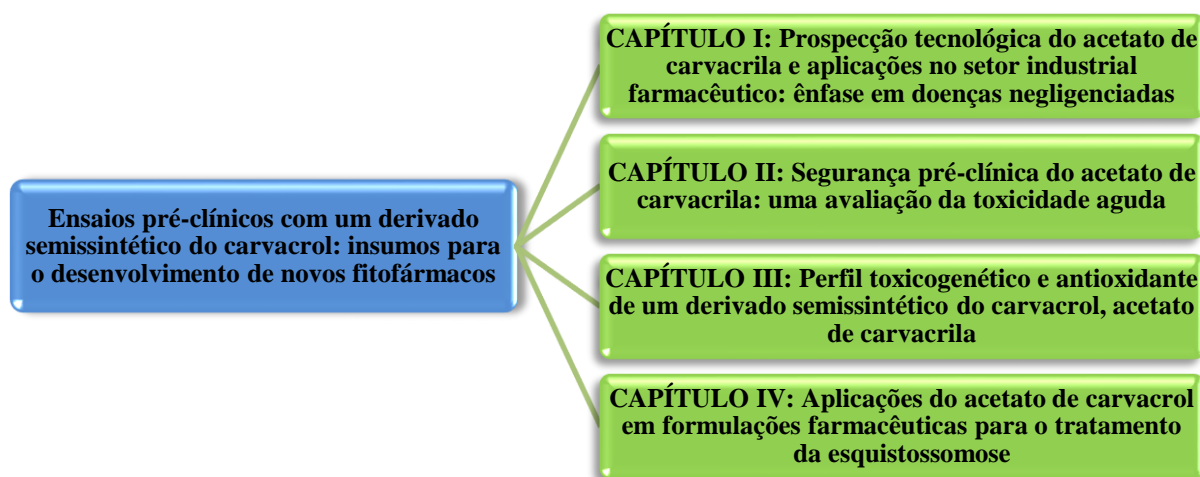 Ensaios pré-clínicos com um derivado
semissintético do carvacrol: insumos para
o desenvolvimento de novos fitofármacos
CAPÍTULO I: Prospecção tecnológica do acetato de
carvacrila e aplicações no setor industrial
farmacêutico: ênfase em doenças negligenciadas
CAPÍTULO II: Segurança pré-clínica do acetato de
carvacrila: uma avaliação da toxicidade aguda
CAPÍTULO III: Perfil toxicogenético e antioxidante
de um derivado semissintético do carvacrol, acetato
de carvacrila
CAPÍTULO IV: Aplicações do acetato de carvacrol
em formulações farmacêuticas para o tratamento
da esquistossomose